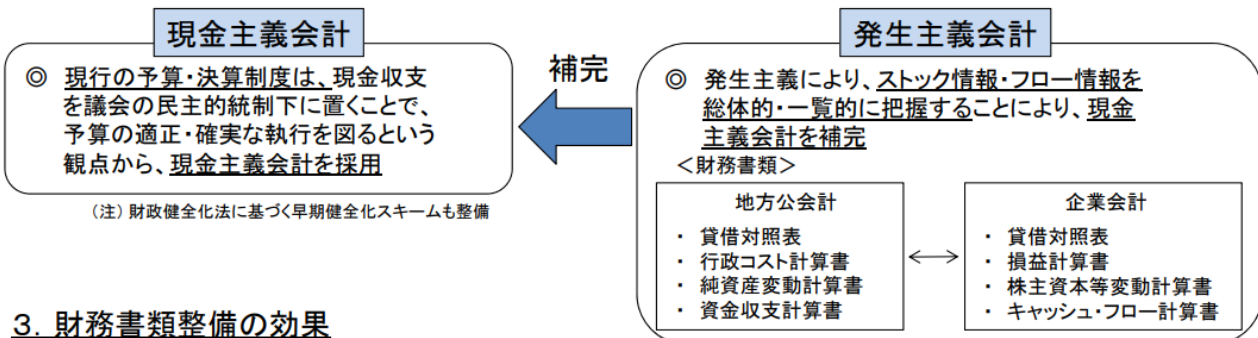 現金主義会計
◎ 現行の予算・決算制度は、現金収支
を議会の民主的統制下に置くことで、
予算の適正・確実な執行を図るという
観点から、現金主義会計を採用
（注） 財政健全化法に基づく早期健全化スキームも整備
補完
発生主義会計
◎ 発生主義により、ストック情報・フロー情報を
総体的・一覧的に把握することにより、現金
主義会計を補完
＜財務書類＞
地方公会計
・ 貸借対照表
・ 行政コスト計算書
・ 純資産変動計算書
・ 資金収支計算書
企業会計
・ 貸借対照表
・ 損益計算書
・ 株主資本等変動計算書
・ キャッシュ・フロー計算書
３．財務書類整備の効果